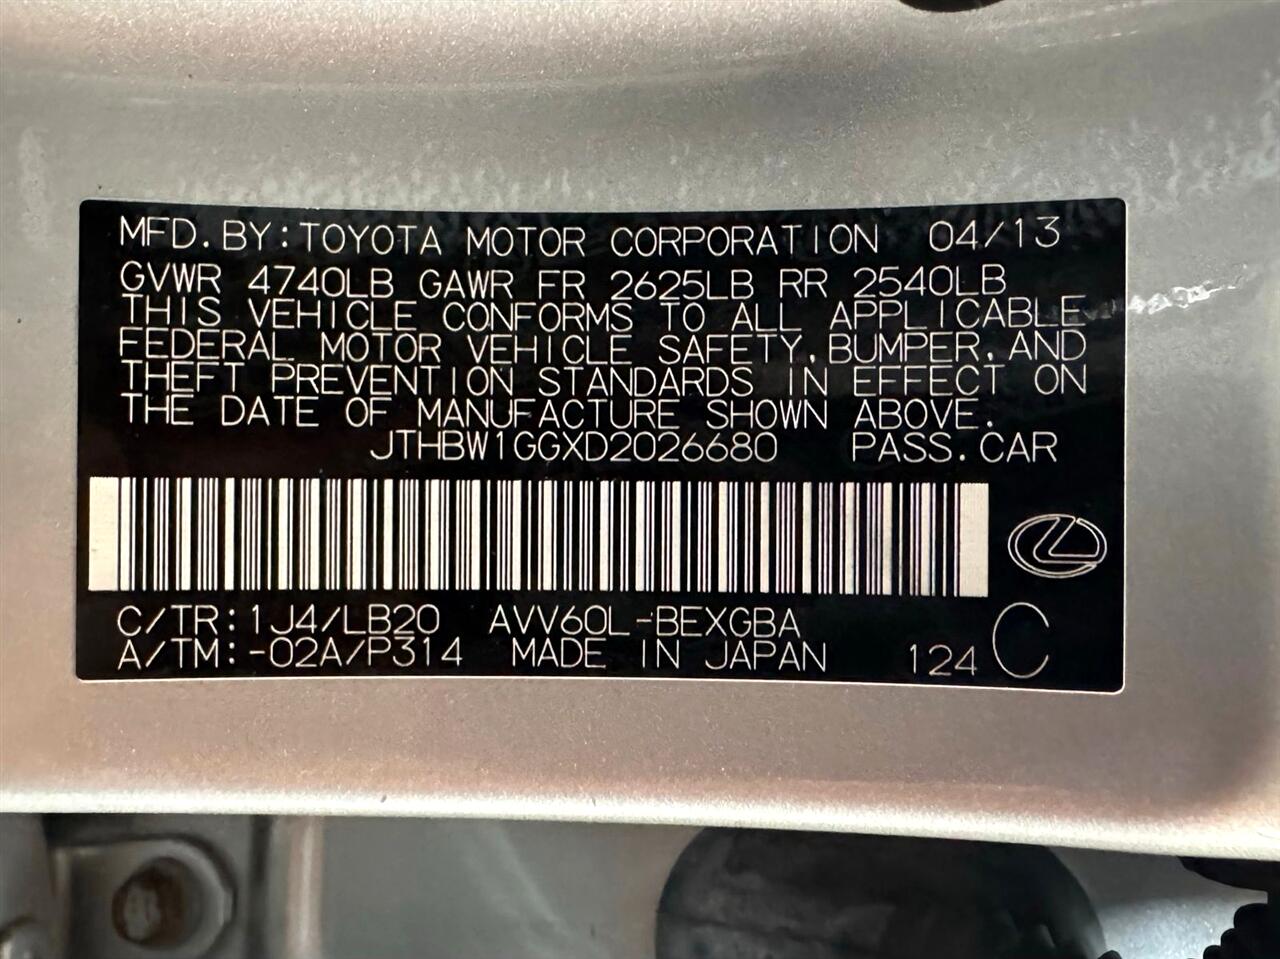 MFD. BY: TOYOTA MOTOR CORPORATION 04/13
GVWR 4740LB GAWR FR 2625LB RR 2540LB
THIS VEHICLE CONFORMS TO ALL APPLICABLE
FEDERAL MOTOR VEHICLE SAFETY, BUMPER, AND
THEFT PREVENTION STANDARDS IN EFFECT ON
THE DATE OF MANUFACTURE SHOWN ABOVE.
JTHBW1GGXD2026680 PASS. CAR
C/TR: 1J4/LB20 AVV60L-BEXGBA
A/TM: -02A/P314 MADE IN JAPAN 124 C